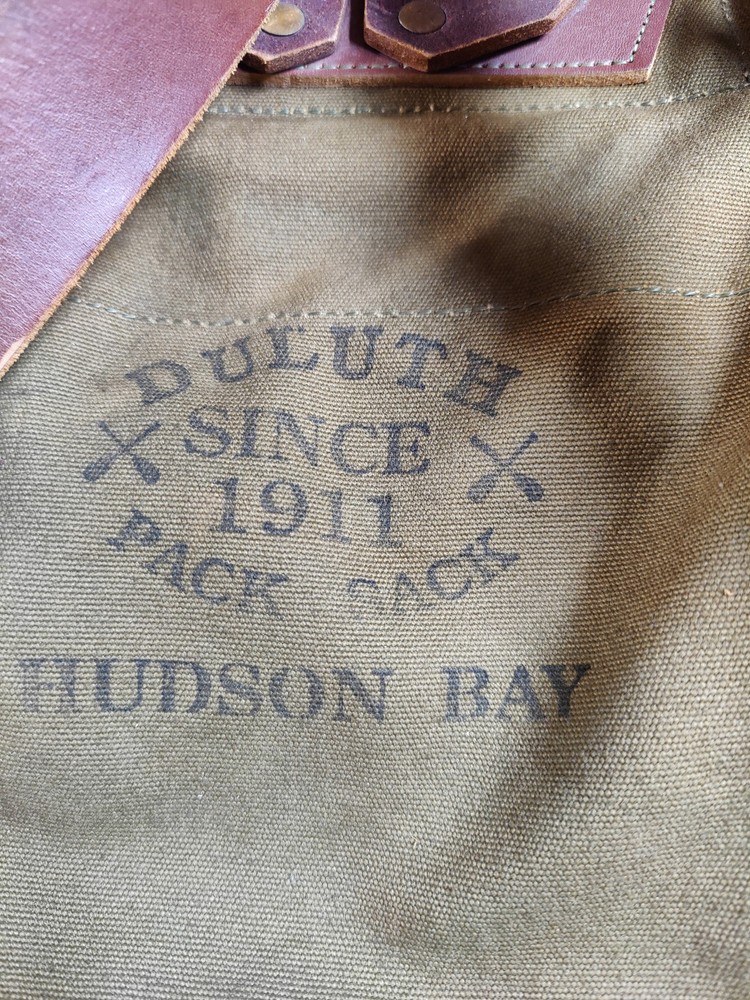 DULUTH
SINCE
1911
PACK SACK
HUDSON BAY